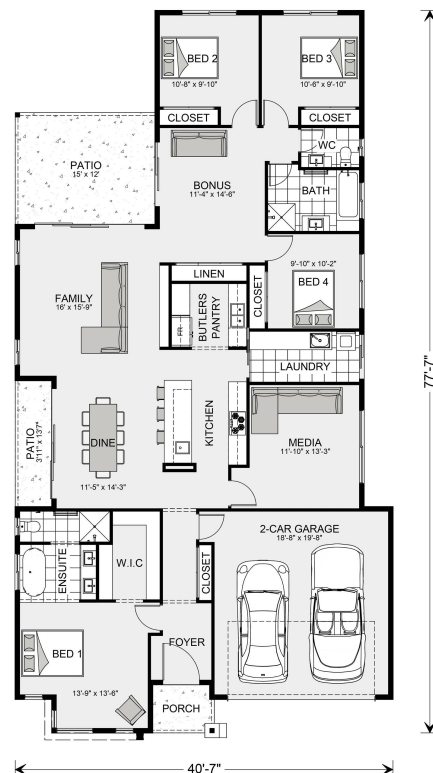 BED 2
10'-8" x 9'-10"
BED 3
10'-6" x 9'-10"
CLOSET
CLOSET
WC
PATIO
15' x 12'
BONUS
11'-4" x 14'-6"
BATH
LINEN
9'-10" x 10'-2"
BED 4
CLOSET
FAMILY
16' x 15'-9"
BUTLERS
PANTRY
FR
LAUNDRY
77'-7"
KITCHEN
PATIO
3'11" x 13'7"
DINE
11'-5" x 14'-3"
MEDIA
11'-10" x 13'-3"
2-CAR GARAGE
18'-8" x 19'-8"
ENSUITE
W.I.C
CLOSET
FOYER
BED 1
13'-9" x 13'-6"
PORCH
40'-7"